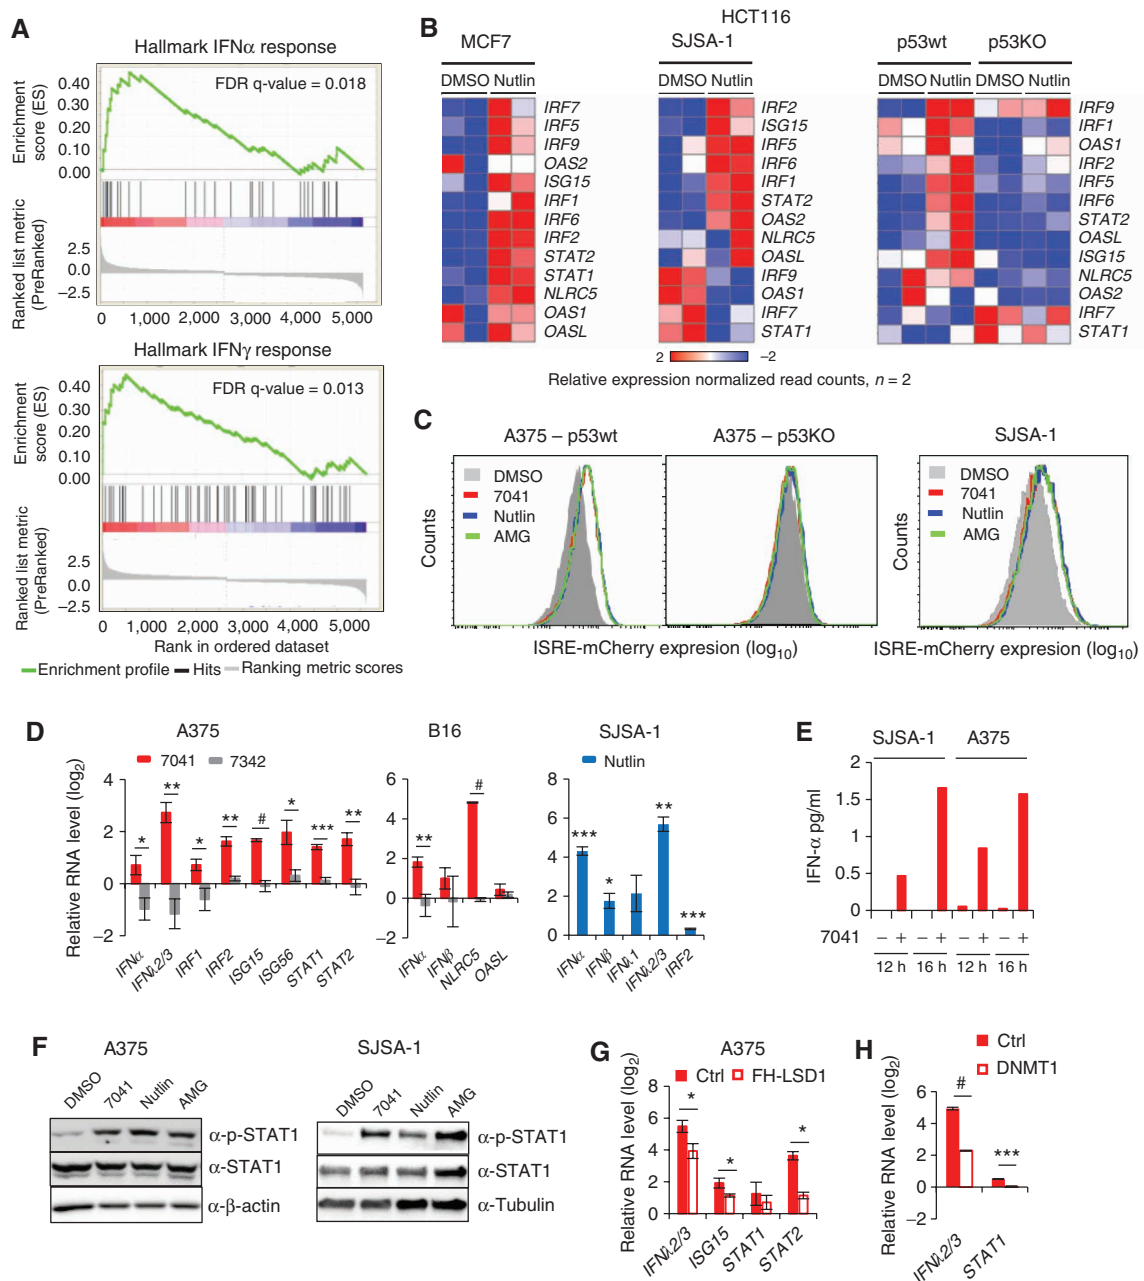 A
Hallmark IFNα response
FDR q-value = 0.018
Enrichment
score (ES)
0.40
0.30
0.20
0.10
0.00
Ranked list metric
(PreRanked)
2.5
0.0
−2.5
0 1,000 2,000 3,000 4,000 5,000
Hallmark IFNγ response
FDR q-value = 0.013
Enrichment
score (ES)
0.40
0.30
0.20
0.10
0.00
Ranked list metric
(PreRanked)
2.5
0.0
−2.5
0 1,000 2,000 3,000 4,000 5,000
Rank in ordered dataset
Enrichment profile Hits Ranking metric scores
B
HCT116
MCF7
DMSO Nutlin
IRF7
IRF5
IRF9
OAS2
ISG15
IRF1
IRF6
IRF2
STAT2
STAT1
NLRC5
OAS1
OASL
SJSA-1
DMSO Nutlin
IRF2
ISG15
IRF5
IRF6
IRF1
STAT2
OAS2
NLRC5
OASL
IRF9
OAS1
IRF7
STAT1
p53wt p53KO
DMSO Nutlin DMSO Nutlin
IRF9
IRF1
OAS1
IRF2
IRF5
IRF6
STAT2
OASL
ISG15
NLRC5
OAS2
IRF7
STAT1
2 −2
Relative expression normalized read counts, n = 2
C
A375 – p53wt
A375 – p53KO
SJSA-1
Counts
DMSO
7041
Nutlin
AMG
ISRE-mCherry expresion (log10)
Counts
DMSO
7041
Nutlin
AMG
ISRE-mCherry expresion (log10)
D
A375
7041 7342
Relative RNA level (log2)
4
2
0
−2
* ** * ** # * *** **
IFNα IFNλ2/3 IRF1 IRF2 ISG15 ISG56 STAT1 STAT2
B16
6
4
2
0
−2
** #
IFNα IFNβ NLRC5 OASL
SJSA-1
Nutlin
8
6
4
2
0
*** * ** ***
IFNα IFNβ IFNλ1 IFNλ2/3 IRF2
E
SJSA-1 A375
IFN-α pg/ml
2
1.5
1
0.5
0
7041 − + − + − + − +
12 h 16 h 12 h 16 h
F
A375
DMSO 7041 Nutlin AMG
α-p-STAT1
α-STAT1
α-β-actin
SJSA-1
DMSO 7041 Nutlin AMG
α-p-STAT1
α-STAT1
α-Tubulin
G
A375
Ctrl FH-LSD1
Relative RNA level (log2)
8
6
4
2
0
* * *
IFNλ2/3 ISG15 STAT1 STAT2
H
Ctrl
DNMT1
Relative RNA level (log2)
6
4
2
0
−2
# ***
IFNλ2/3 STAT1